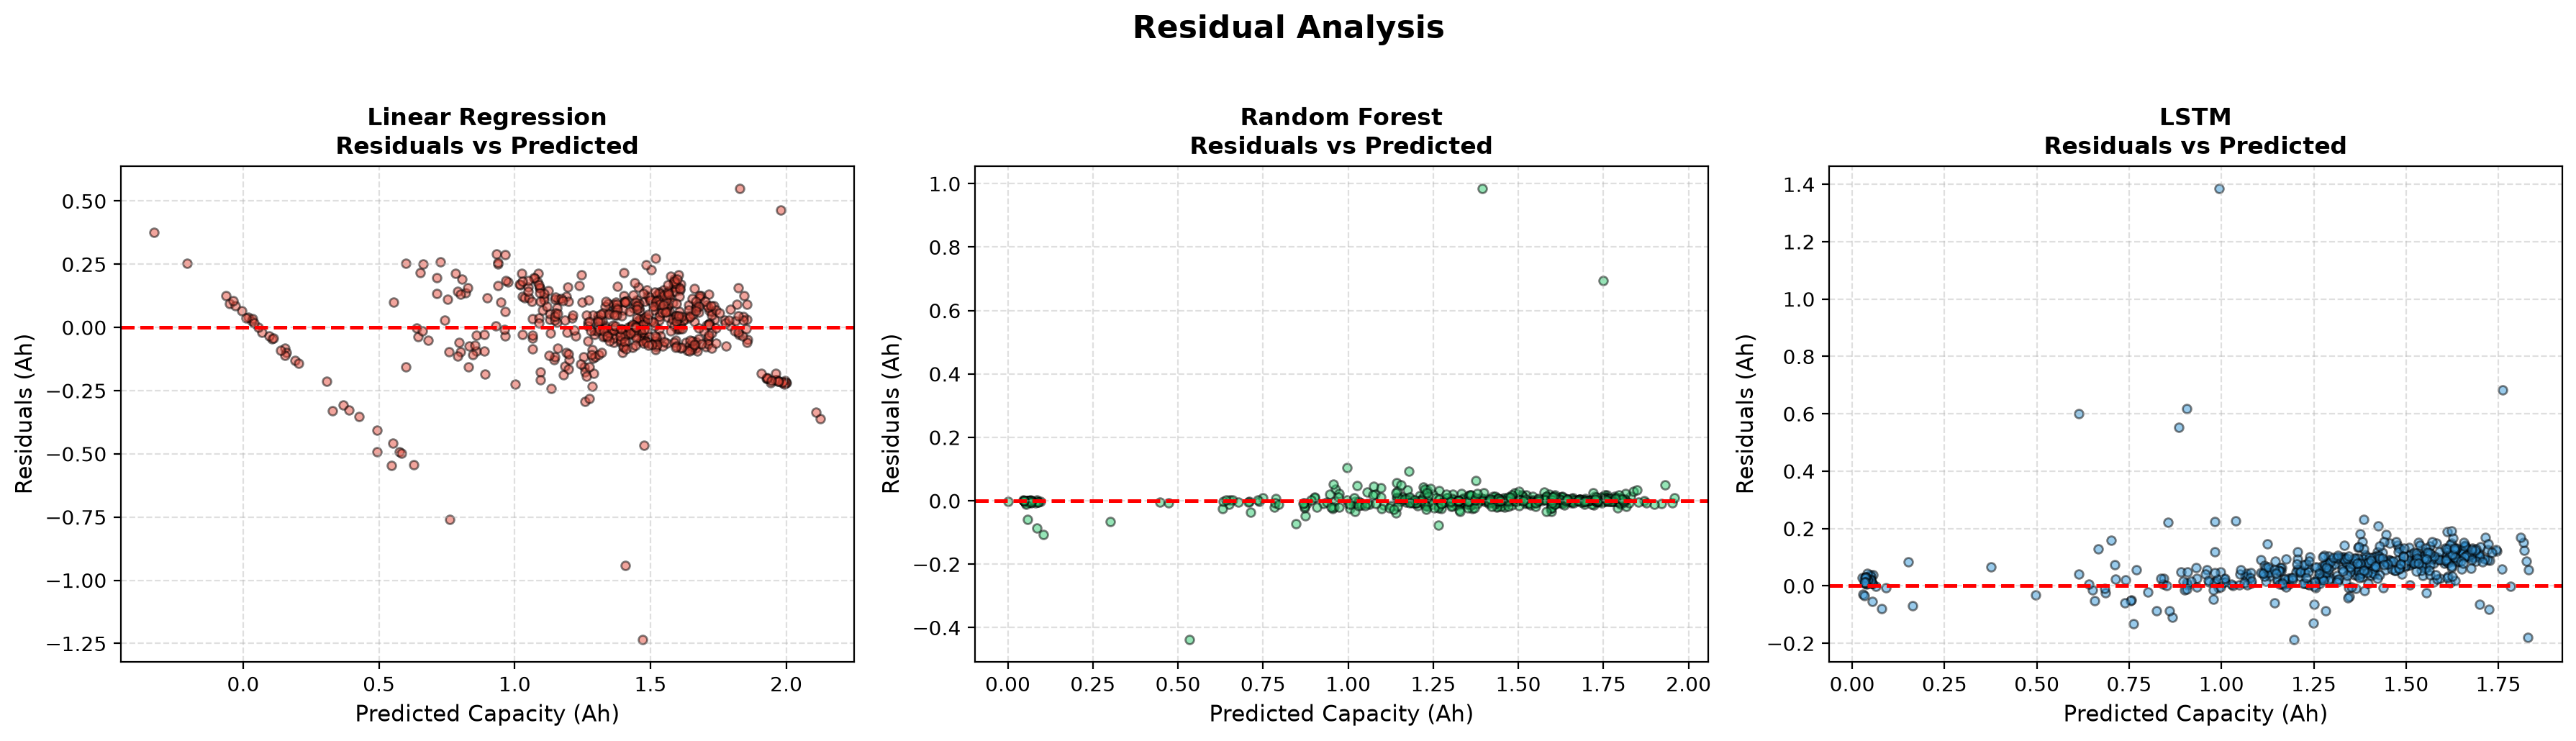 Residual Analysis
Linear Regression
Residuals vs Predicted
Residuals (Ah)
0.50
0.25
0.00
−0.25
−0.50
−0.75
−1.00
−1.25
0.0 0.5 1.0 1.5 2.0
Predicted Capacity (Ah)
Random Forest
Residuals vs Predicted
Residuals (Ah)
1.0
0.8
0.6
0.4
0.2
0.0
−0.2
−0.4
0.00 0.25 0.50 0.75 1.00 1.25 1.50 1.75 2.00
Predicted Capacity (Ah)
LSTM
Residuals vs Predicted
Residuals (Ah)
1.4
1.2
1.0
0.8
0.6
0.4
0.2
0.0
−0.2
0.00 0.25 0.50 0.75 1.00 1.25 1.50 1.75
Predicted Capacity (Ah)